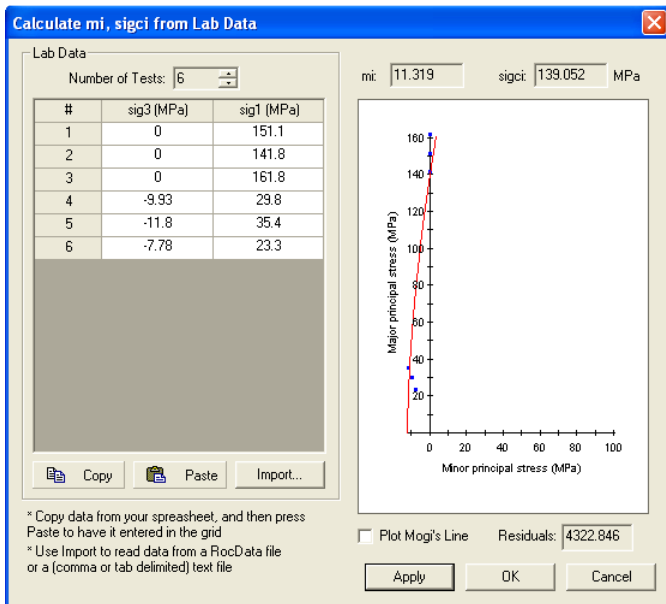 Calculate mi, sigci from Lab Data
Lab Data
Number of Tests: 6
# sig3 (MPa) sig1 (MPa)
1 0 151.1
2 0 141.8
3 0 161.8
4 -9.93 29.8
5 -11.8 35.4
6 -7.78 23.3
Copy Paste Import...
* Copy data from your spreasheet, and then press
Paste to have it entered in the grid
* Use Import to read data from a RocData file
or a (comma or tab delimited) text file
mi: 11.319 sigci: 139.052 MPa
Major principal stress (MPa)
160
140
120
100
80
60
40
20
0 20 40 60 80 100
Minor principal stress (MPa)
Plot Mogi's Line Residuals: 4322.846
Apply OK Cancel